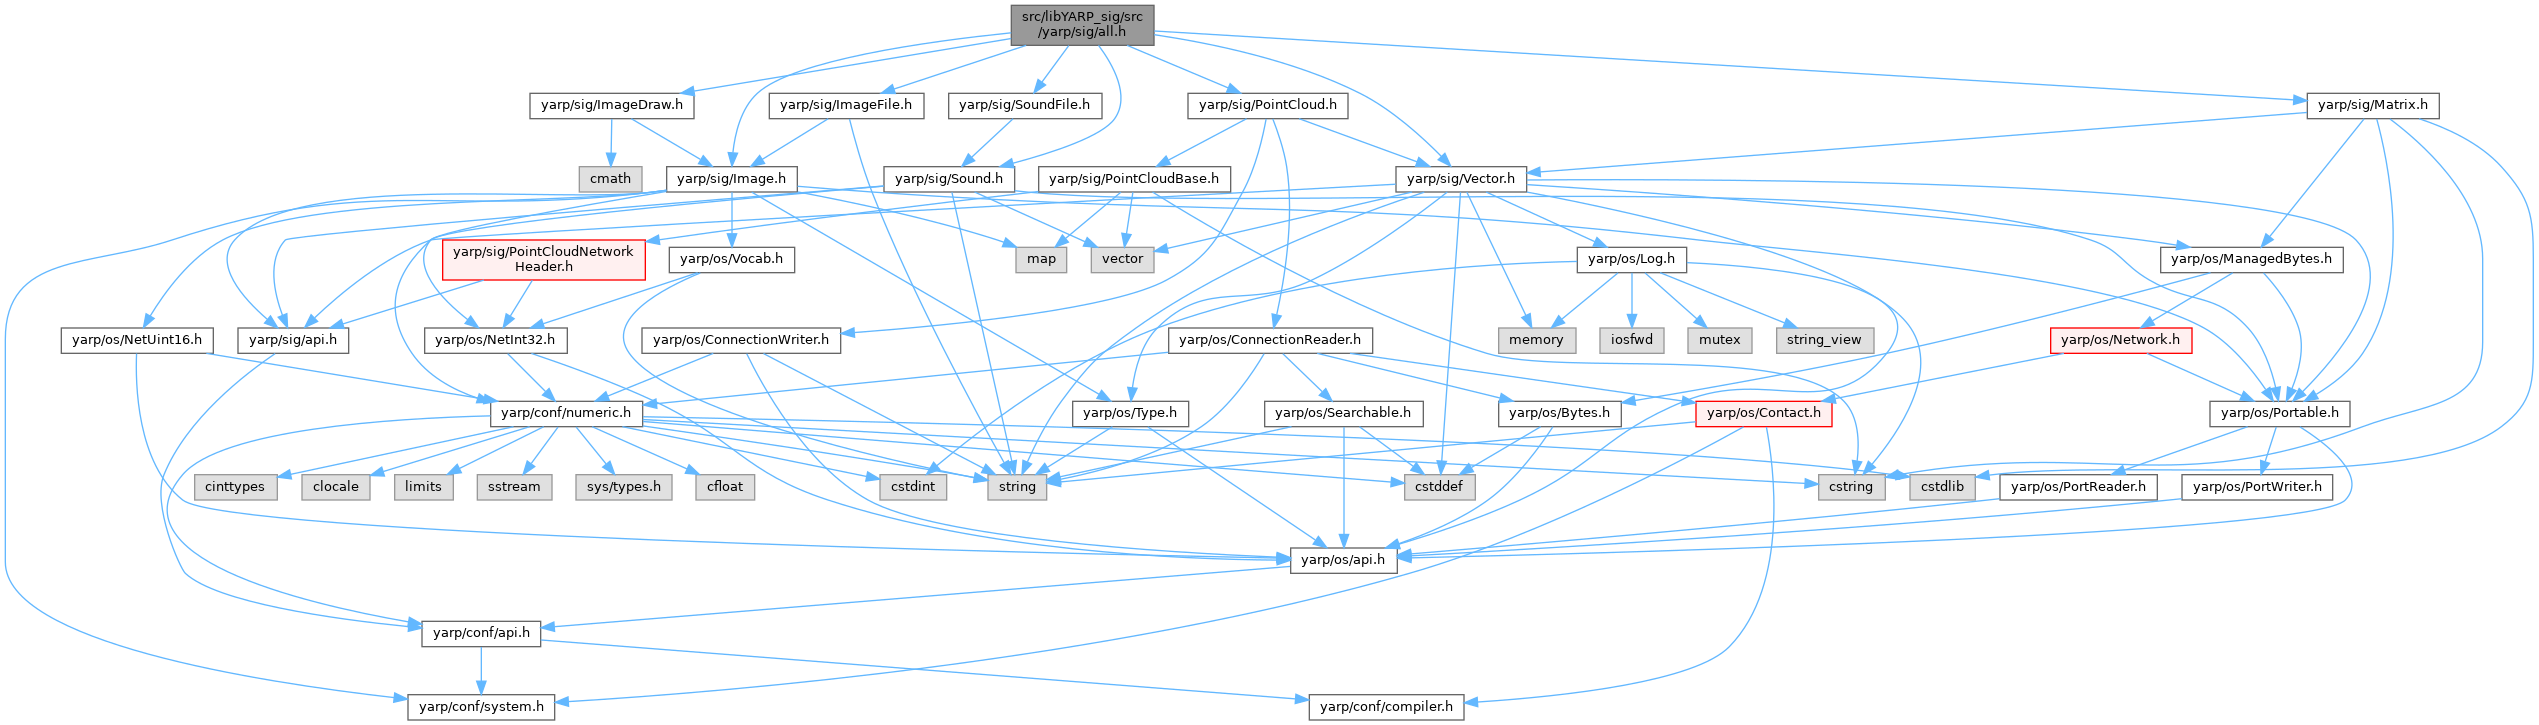 src/libYARP_sig/src
/yarp/sig/all.h
yarp/sig/ImageDraw.h
yarp/sig/ImageFile.h
yarp/sig/SoundFile.h
yarp/sig/PointCloud.h
yarp/sig/Matrix.h
cmath
yarp/sig/Image.h
yarp/sig/Sound.h
yarp/sig/PointCloudBase.h
yarp/sig/Vector.h
yarp/sig/PointCloudNetwork
Header.h
yarp/os/Vocab.h
map
vector
yarp/os/Log.h
yarp/os/ManagedBytes.h
yarp/os/NetUint16.h
yarp/sig/api.h
yarp/os/NetInt32.h
yarp/os/ConnectionWriter.h
yarp/os/ConnectionReader.h
memory
iosfwd
mutex
string_view
yarp/os/Network.h
yarp/conf/numeric.h
yarp/os/Type.h
yarp/os/Searchable.h
yarp/os/Bytes.h
yarp/os/Contact.h
yarp/os/Portable.h
cinttypes
clocale
limits
sstream
sys/types.h
cfloat
cstdint
string
cstddef
cstring
cstdlib
yarp/os/PortReader.h
yarp/os/PortWriter.h
yarp/os/api.h
yarp/conf/api.h
yarp/conf/system.h
yarp/conf/compiler.h